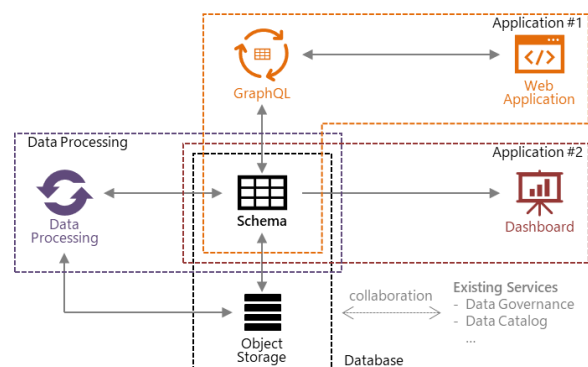 Application #1
GraphQL
Web
Application
Data Processing
Application #2
Data
Processing
Schema
Dashboard
collaboration
Existing Services
- Data Governance
- Data Catalog
...
Object
Storage
Database